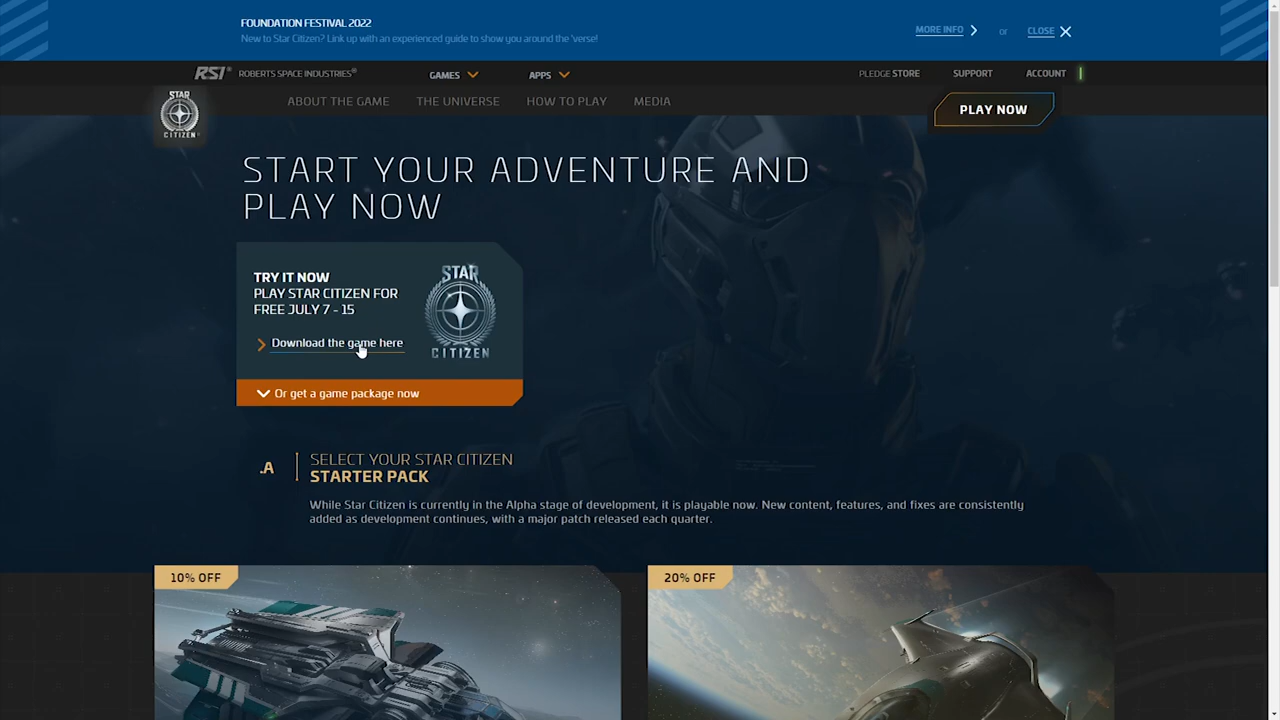 FOUNDATION FESTIVAL 2022
New to Star Citizen? Link up with an experienced guide to show you around the 'verse!
MORE INFO or CLOSE
RSI® ROBERTS SPACE INDUSTRIES® GAMES APPS PLEDGE STORE SUPPORT ACCOUNT
STAR CITIZEN ABOUT THE GAME THE UNIVERSE HOW TO PLAY MEDIA PLAY NOW
START YOUR ADVENTURE AND
PLAY NOW
TRY IT NOW
PLAY STAR CITIZEN FOR
FREE JULY 7 - 15
Download the game here
STAR
CITIZEN
Or get a game package now
.A SELECT YOUR STAR CITIZEN
STARTER PACK
While Star Citizen is currently in the Alpha stage of development, it is playable now. New content, features, and fixes are consistently
added as development continues, with a major patch released each quarter.
10% OFF 20% OFF